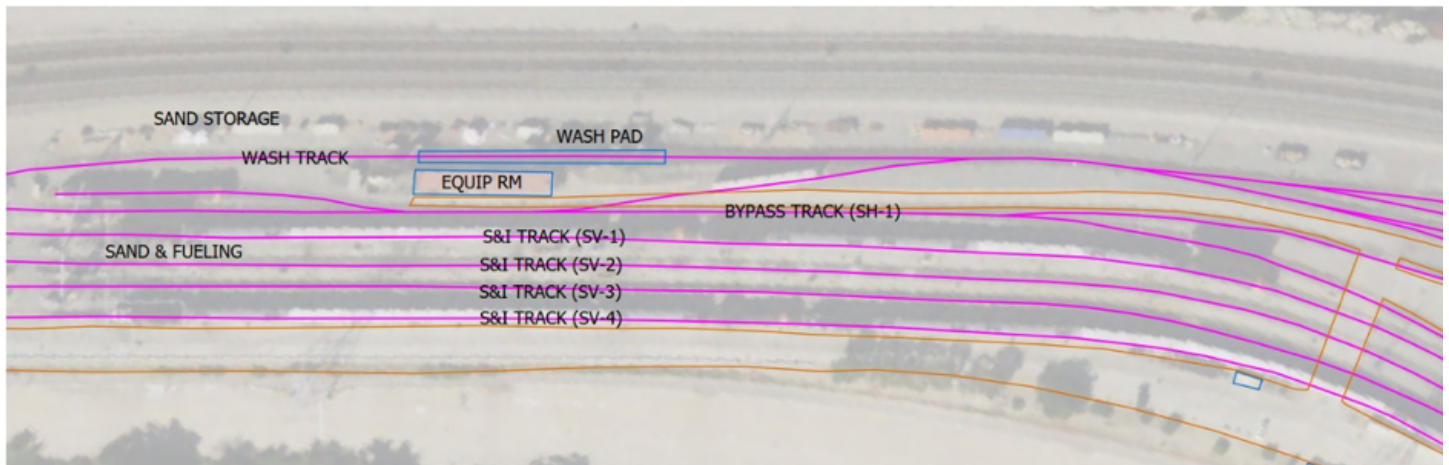 SAND STORAGE
WASH PAD
WASH TRACK
EQUIP RM
BYPASS TRACK (SH-1)
S&I TRACK (SV-1)
SAND & FUELING
S&I TRACK (SV-2)
S&I TRACK (SV-3)
S&I TRACK (SV-4)